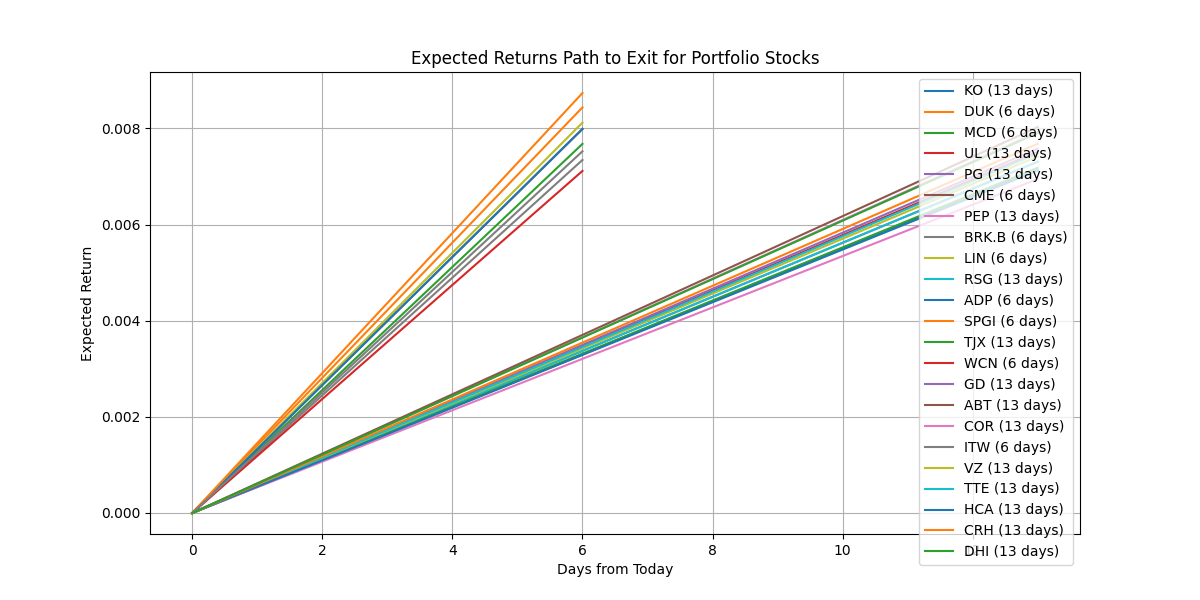 Expected Returns Path to Exit for Portfolio Stocks
Expected Return
0.008
0.006
0.004
0.002
0.000
0
2
4
6
8
10
Days from Today
KO (13 days)
DUK (6 days)
MCD (6 days)
UL (13 days)
PG (13 days)
CME (6 days)
PEP (13 days)
BRK.B (6 days)
LIN (6 days)
RSG (13 days)
ADP (6 days)
SPGI (6 days)
TJX (13 days)
WCN (6 days)
GD (13 days)
ABT (13 days)
COR (13 days)
ITW (6 days)
VZ (13 days)
TTE (13 days)
HCA (13 days)
CRH (13 days)
DHI (13 days)